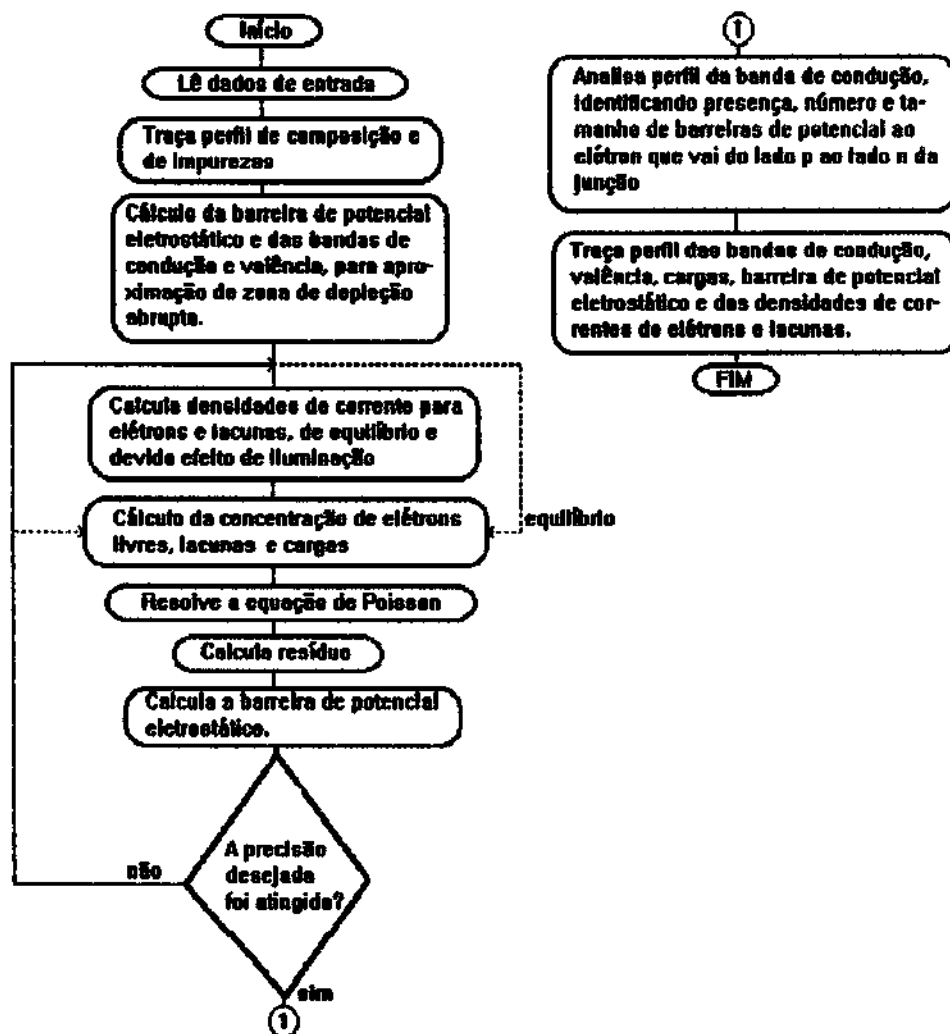 Início
Lê dados de entrada
Traça perfil de composição e
de impurezas
Cálculo da barreira de potencial
eletrostático e das bandas de
condução e valência, para apro-
ximação de zona de depleção
abrupta.
Calcula densidades de corrente para
elétrons e lacunas, de equilíbrio e
devido efeito de iluminação
Cálculo da concentração de elétrons
livres, lacunas e cargas
equilíbrio
Resolve a equação de Poisson
Calcula resíduo
Calcula a barreira de potencial
eletrostático.
A precisão
desejada
foi atingida?
não
sim
1
1
Analisa perfil da banda de condução,
identificando presença, número e ta-
manho de barreiras de potencial ao
elétron que vai do lado p ao lado n da
junção
Traça perfil das bandas de condução,
valência, cargas, barreira de potencial
eletrostático e das densidades de cor-
rentes de elétrons e lacunas.
FIM